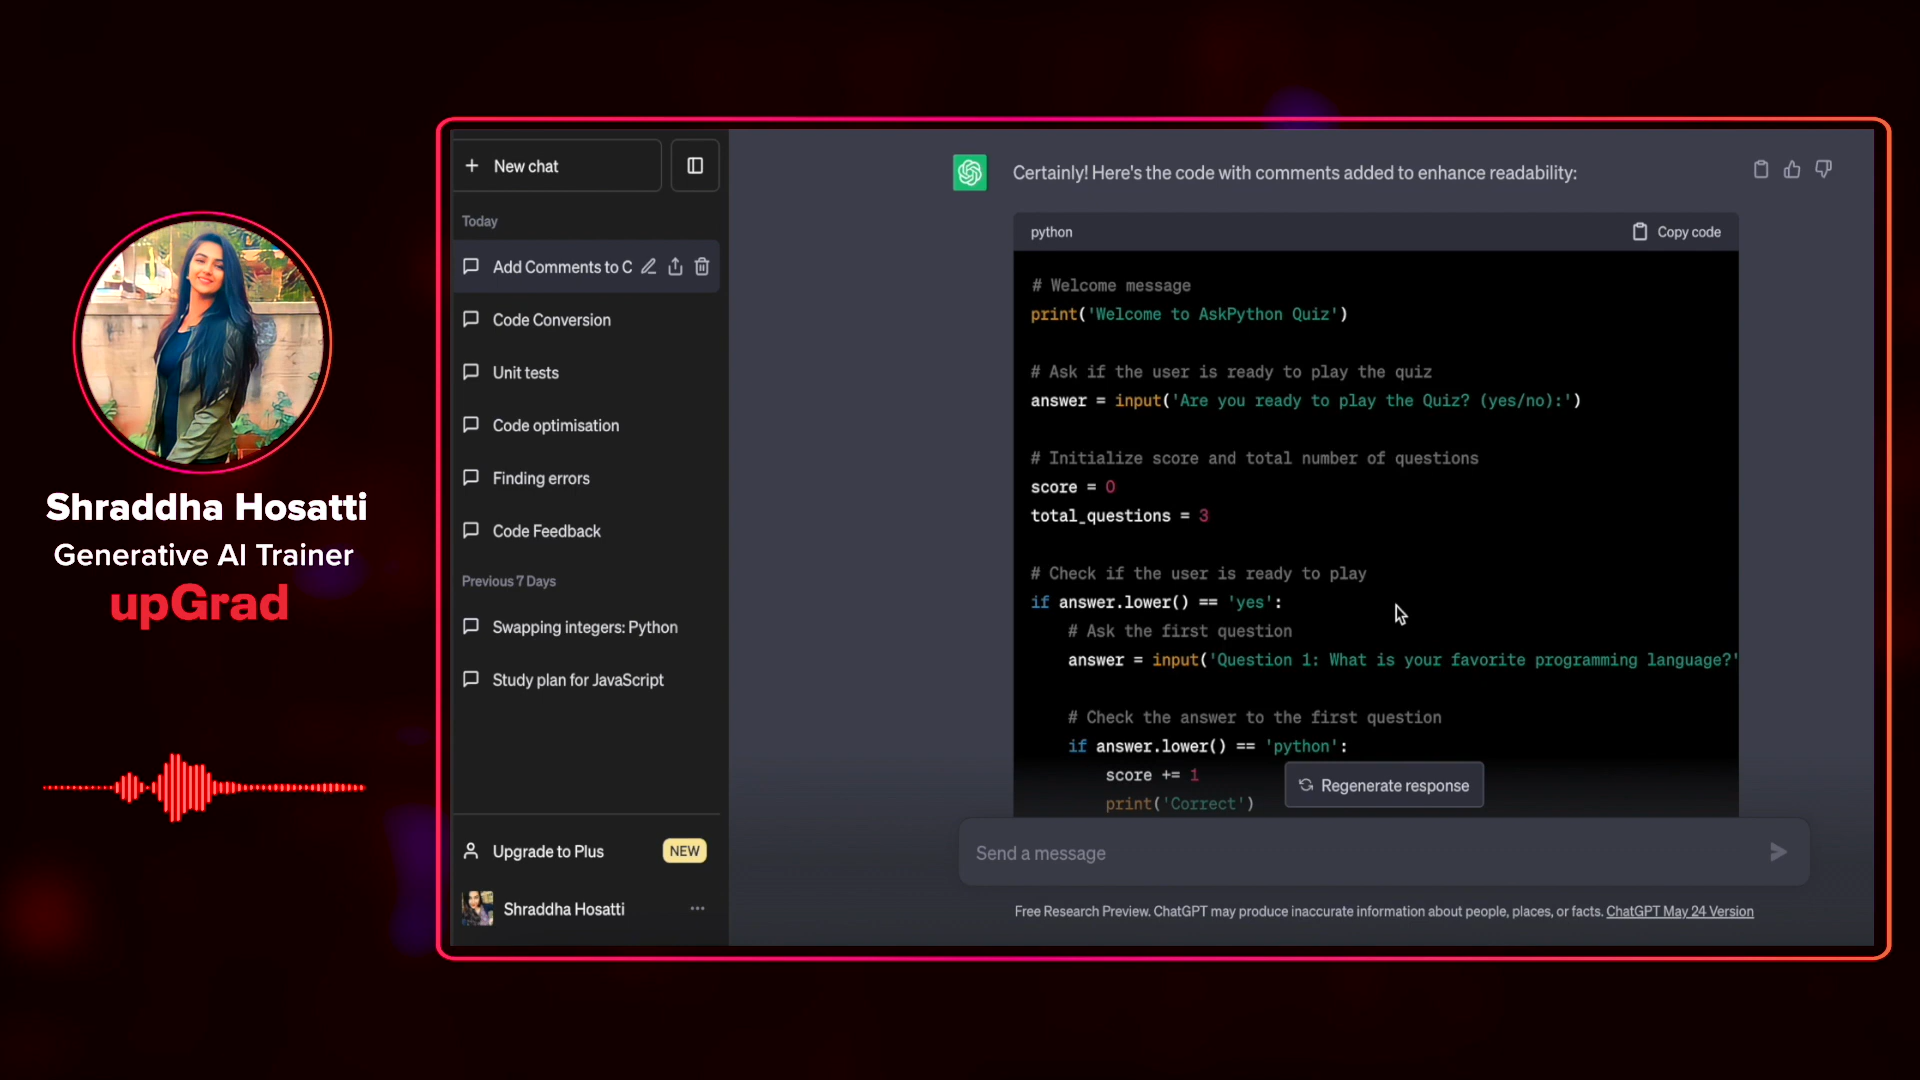 Shraddha Hosatti
Generative AI Trainer
upGrad
+ New chat
Today
Add Comments to C
Code Conversion
Unit tests
Code optimisation
Finding errors
Code Feedback
Previous 7 Days
Swapping integers: Python
Study plan for JavaScript
Upgrade to Plus NEW
Shraddha Hosatti ...
Certainly! Here's the code with comments added to enhance readability:
python Copy code
# Welcome message
print('Welcome to AskPython Quiz')
# Ask if the user is ready to play the quiz
answer = input('Are you ready to play the Quiz? (yes/no):')
# Initialize score and total number of questions
score = 0
total_questions = 3
# Check if the user is ready to play
if answer.lower() == 'yes':
# Ask the first question
answer = input('Question 1: What is your favorite programming language?'
# Check the answer to the first question
if answer.lower() == 'python':
score += 1
print('Correct')
Regenerate response
Send a message
Free Research Preview. ChatGPT may produce inaccurate information about people, places, or facts. ChatGPT May 24 Version